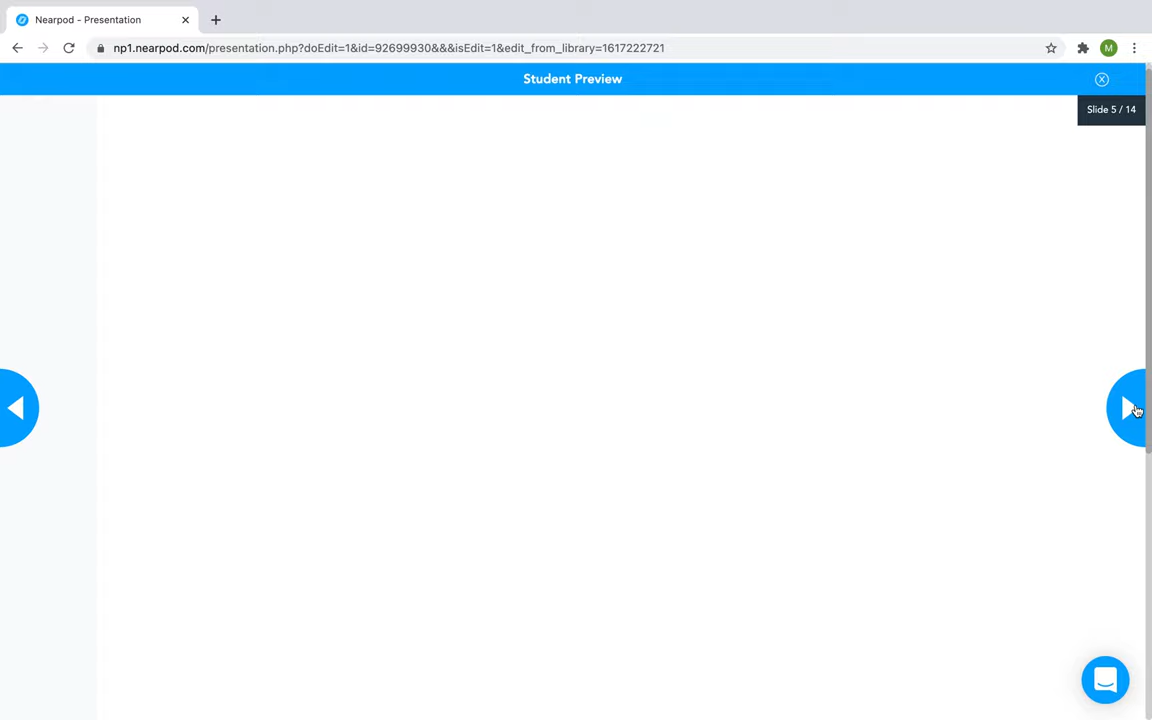 Nearpod - Presentation
np1.nearpod.com/presentation.php?doEdit=1&id=92699930&&&isEdit=1&edit_from_library=1617222721
M
Student Preview
Slide 5 / 14